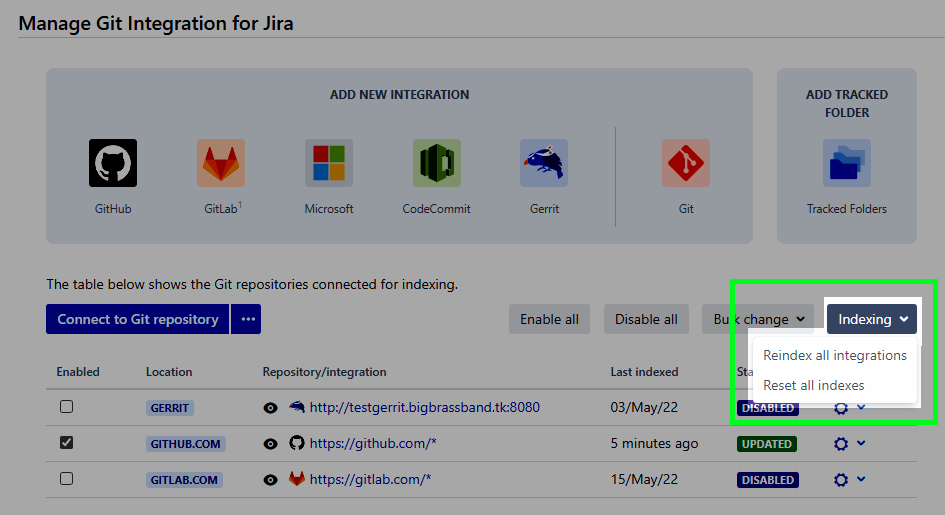 Manage Git Integration for Jira
ADD NEW INTEGRATION
ADD TRACKED
FOLDER
GitHub
GitLab1
Microsoft
CodeCommit
Gerrit
Git
Tracked Folders
The table below shows the Git repositories connected for indexing.
Connect to Git repository ••• Enable all Disable all Bulk change Indexing
Reindex all integrations
Reset all indexes
Enabled Location Repository/integration Last indexed
GERRIT http://testgerrit.bigbrassband.tk:8080 03/May/22 DISABLED
GITHUB.COM https://github.com/* 5 minutes ago UPDATED
GITLAB.COM https://gitlab.com/* 15/May/22 DISABLED